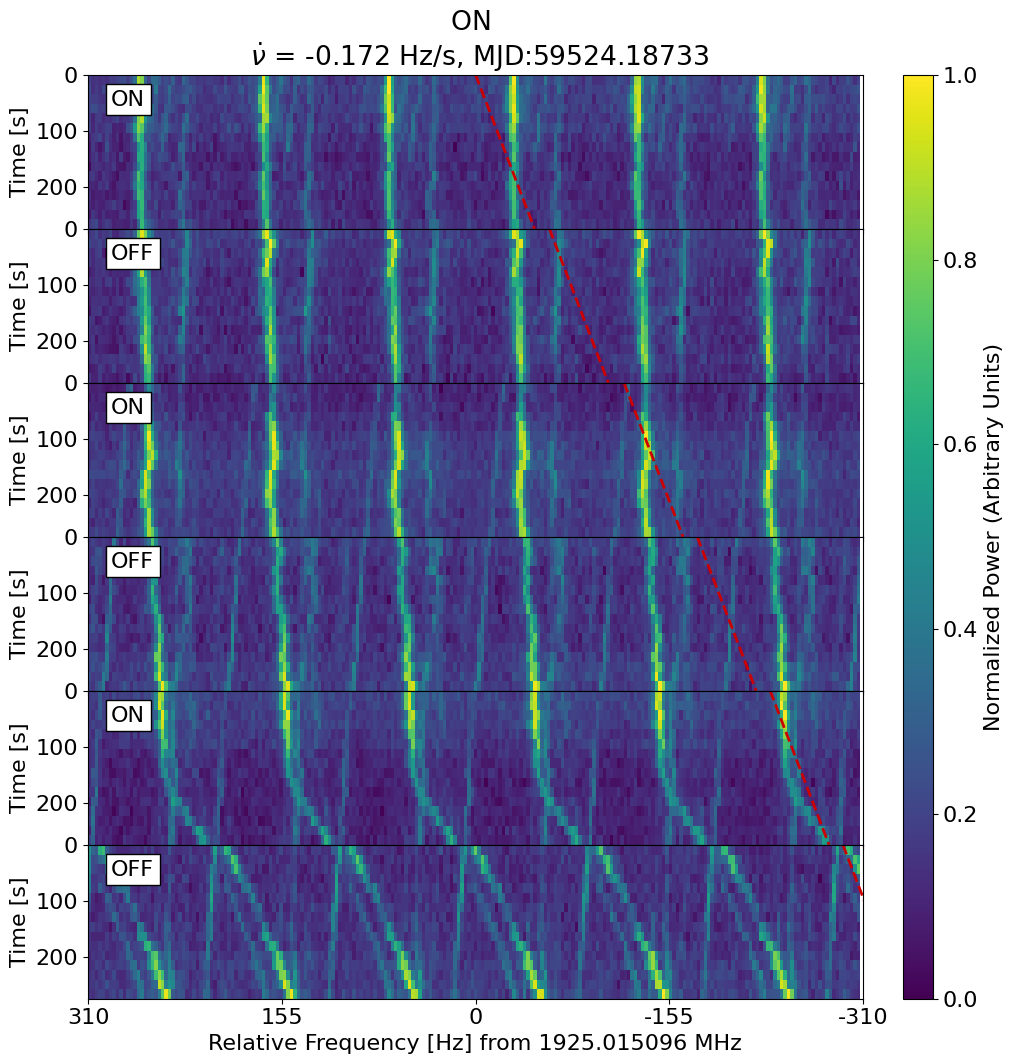 ON
ν̇ = -0.172 Hz/s, MJD:59524.18733
0
ON
100
200
Time [s]
0
OFF
100
200
Time [s]
0
ON
100
200
Time [s]
0
OFF
100
200
Time [s]
0
ON
100
200
Time [s]
0
OFF
100
200
Time [s]
310 155 0 -155 -310
Relative Frequency [Hz] from 1925.015096 MHz
1.0
0.8
0.6
0.4
0.2
0.0
Normalized Power (Arbitrary Units)